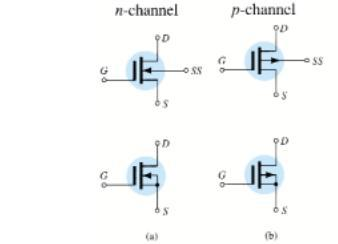 n-channel p-channel
D D
G SS G SS
S S
D D
G G
S S
(a) (b)